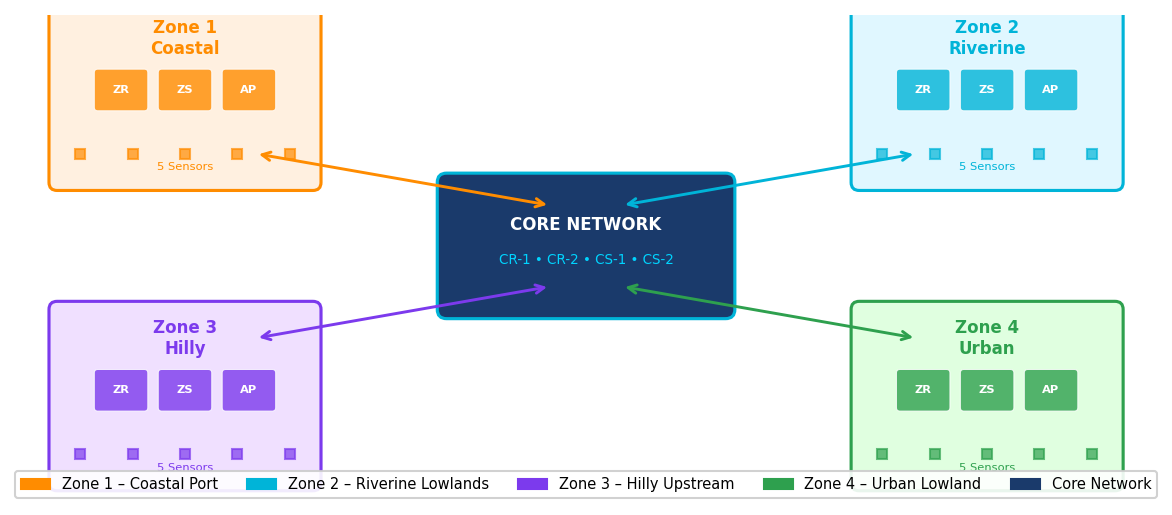 Zone 1
Coastal
ZR ZS AP
5 Sensors
Zone 2
Riverine
ZR ZS AP
5 Sensors
CORE NETWORK
CR-1 • CR-2 • CS-1 • CS-2
Zone 3
Hilly
ZR ZS AP
5 Sensors
Zone 4
Urban
ZR ZS AP
5 Sensors
Zone 1 – Coastal Port
Zone 2 – Riverine Lowlands
Zone 3 – Hilly Upstream
Zone 4 – Urban Lowland
Core Network